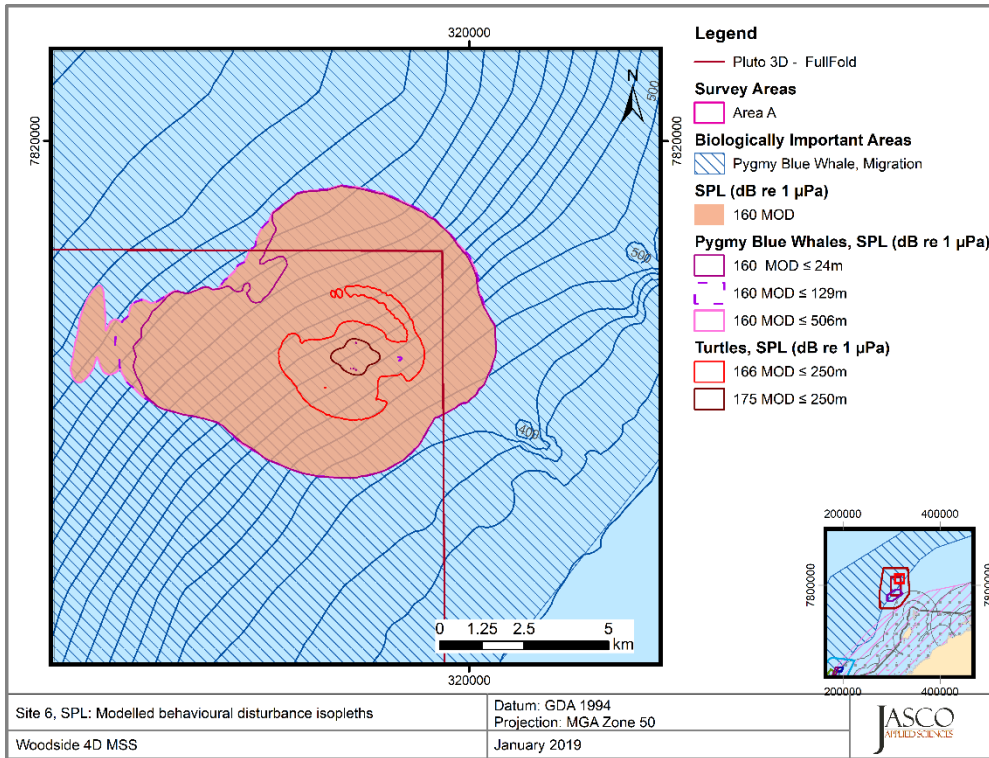 320000
7820000
7820000
N
500
500
400
320000
0 1.25 2.5 5
km
Legend
Pluto 3D - FullFold
Survey Areas
Area A
Biologically Important Areas
Pygmy Blue Whale, Migration
SPL (dB re 1 µPa)
160 MOD
Pygmy Blue Whales, SPL (dB re 1 µPa)
160 MOD ≤ 24m
160 MOD ≤ 129m
160 MOD ≤ 506m
Turtles, SPL (dB re 1 µPa)
166 MOD ≤ 250m
175 MOD ≤ 250m
200000 400000
7800000
7800000
200000 400000
Site 6, SPL: Modelled behavioural disturbance isopleths
Datum: GDA 1994
Projection: MGA Zone 50
Woodside 4D MSS
January 2019
JASCO
APPLIED SCIENCES